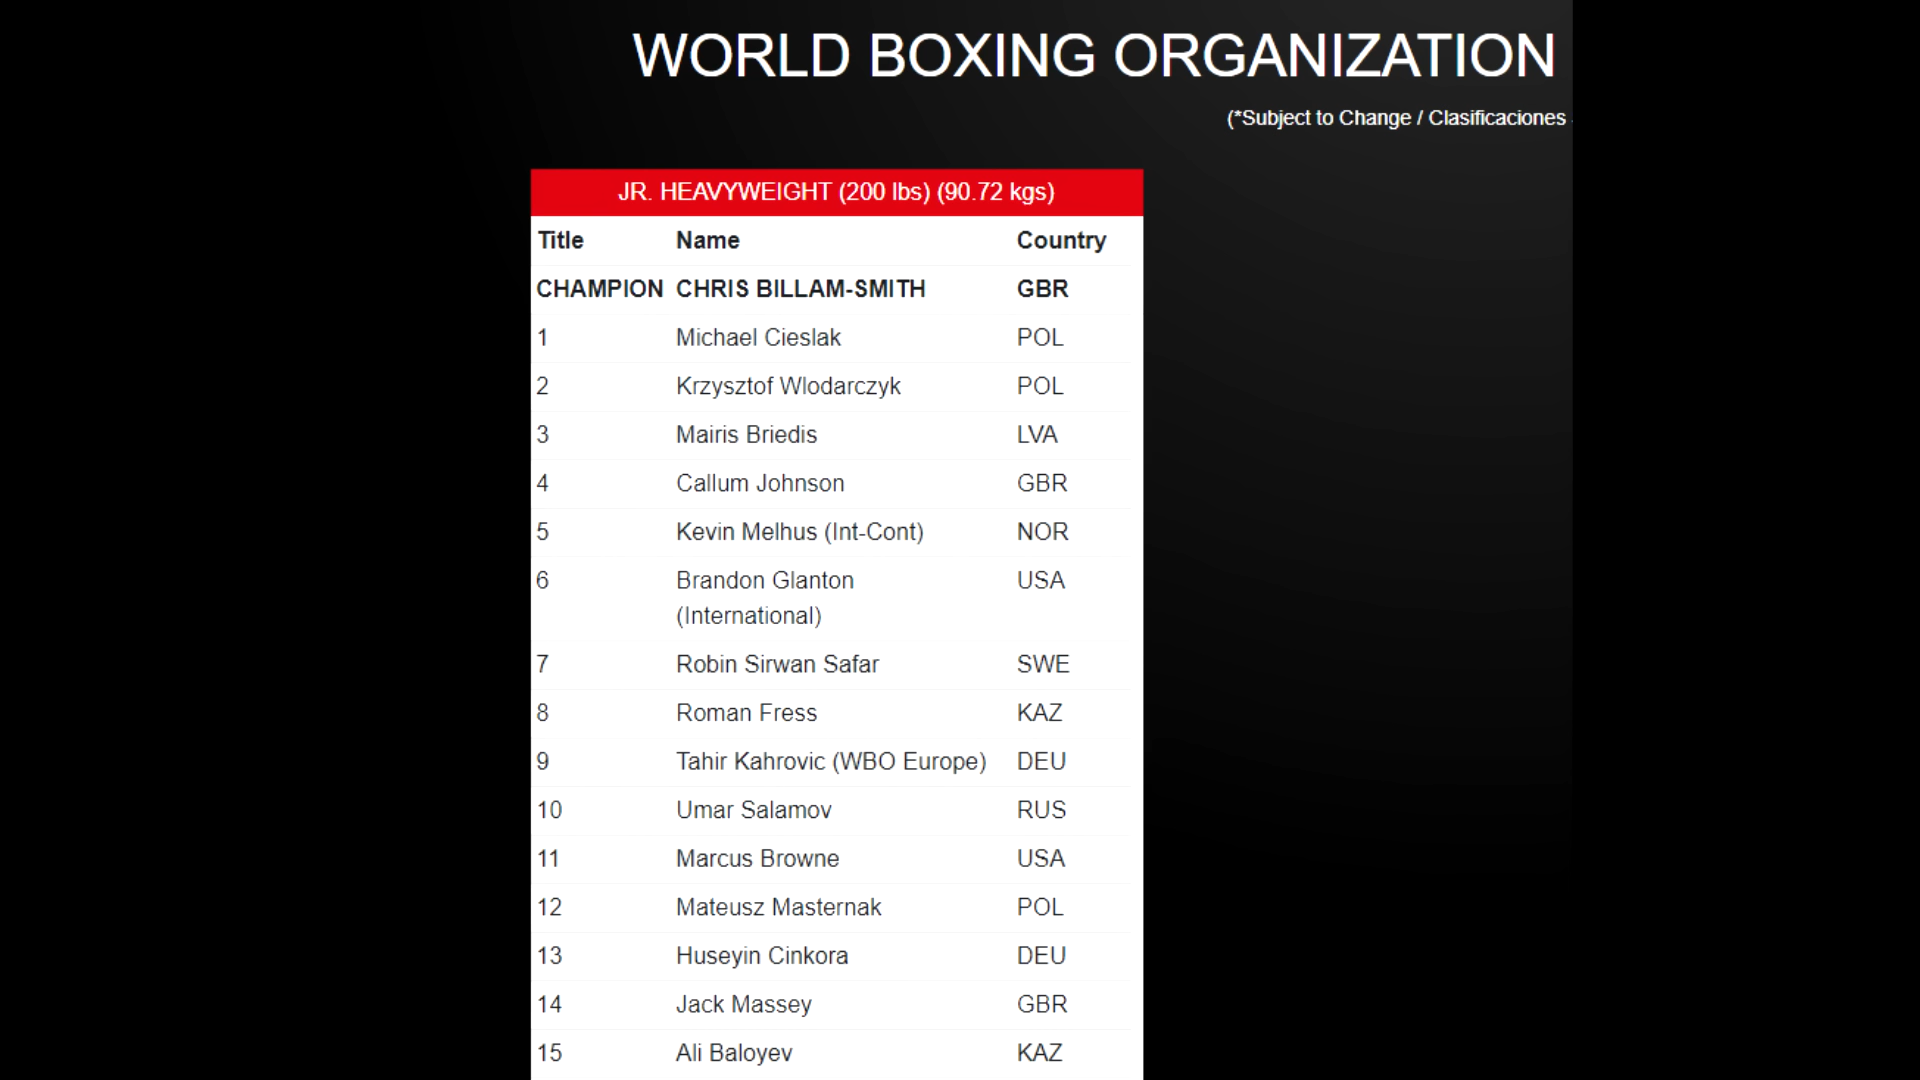 WORLD BOXING ORGANIZATION
(*Subject to Change / Clasificaciones
JR. HEAVYWEIGHT (200 lbs) (90.72 kgs)
Title Name Country
CHAMPION CHRIS BILLAM-SMITH GBR
1 Michael Cieslak POL
2 Krzysztof Wlodarczyk POL
3 Mairis Briedis LVA
4 Callum Johnson GBR
5 Kevin Melhus (Int-Cont) NOR
6 Brandon Glanton USA
(International)
7 Robin Sirwan Safar SWE
8 Roman Fress KAZ
9 Tahir Kahrovic (WBO Europe) DEU
10 Umar Salamov RUS
11 Marcus Browne USA
12 Mateusz Masternak POL
13 Huseyin Cinkora DEU
14 Jack Massey GBR
15 Ali Baloyev KAZ